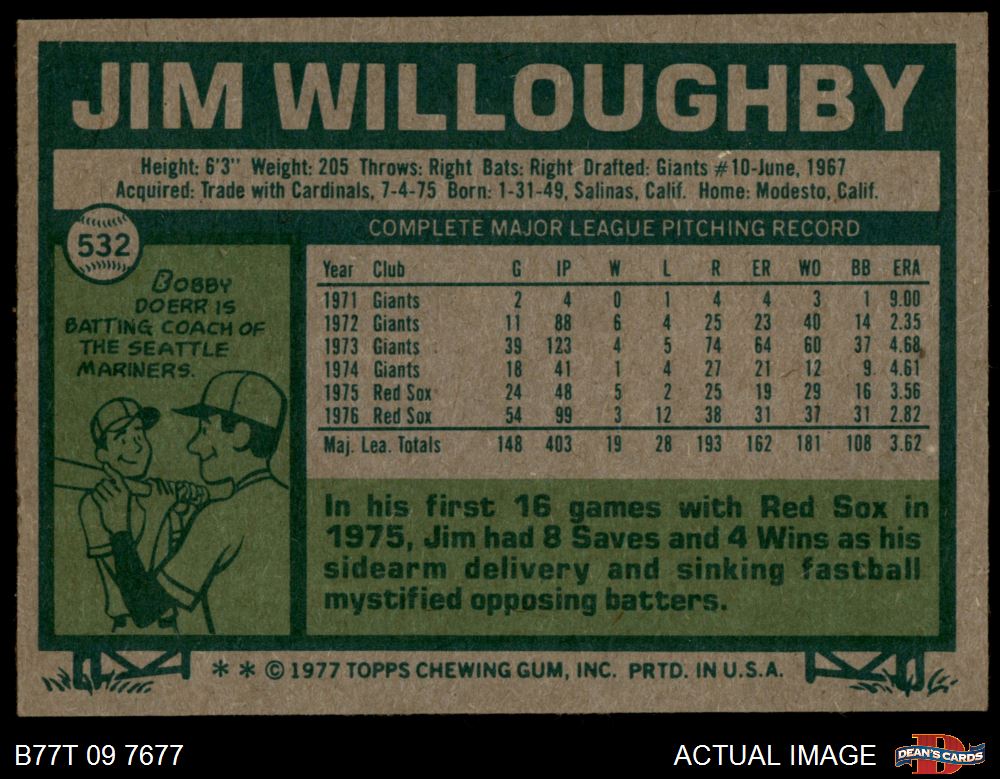 JIM WILLOUGHBY
Height: 6'3" Weight: 205 Throws: Right Bats: Right Drafted: Giants #10-June, 1967
Acquired: Trade with Cardinals, 7-4-75 Born: 1-31-49, Salinas, Calif. Home: Modesto, Calif.
532
BOBBY
DOERR IS
BATTING COACH OF
THE SEATTLE
MARINERS.
COMPLETE MAJOR LEAGUE PITCHING RECORD
Year Club G IP W L R ER WO BB ERA
1971 Giants 2 4 0 1 4 4 3 1 9.00
1972 Giants 11 88 6 4 25 23 40 14 2.35
1973 Giants 39 123 4 5 74 64 60 37 4.68
1974 Giants 18 41 1 4 27 21 12 9 4.61
1975 Red Sox 24 48 5 2 25 19 29 16 3.56
1976 Red Sox 54 99 3 12 38 31 37 31 2.82
Maj. Lea. Totals 148 403 19 28 193 162 181 108 3.62
In his first 16 games with Red Sox in
1975, Jim had 8 Saves and 4 Wins as his
sidearm delivery and sinking fastball
mystified opposing batters.
* * © 1977 TOPPS CHEWING GUM, INC. PRTD. IN U.S.A.
B77T 09 7677
ACTUAL IMAGE
DEAN'S CARDS